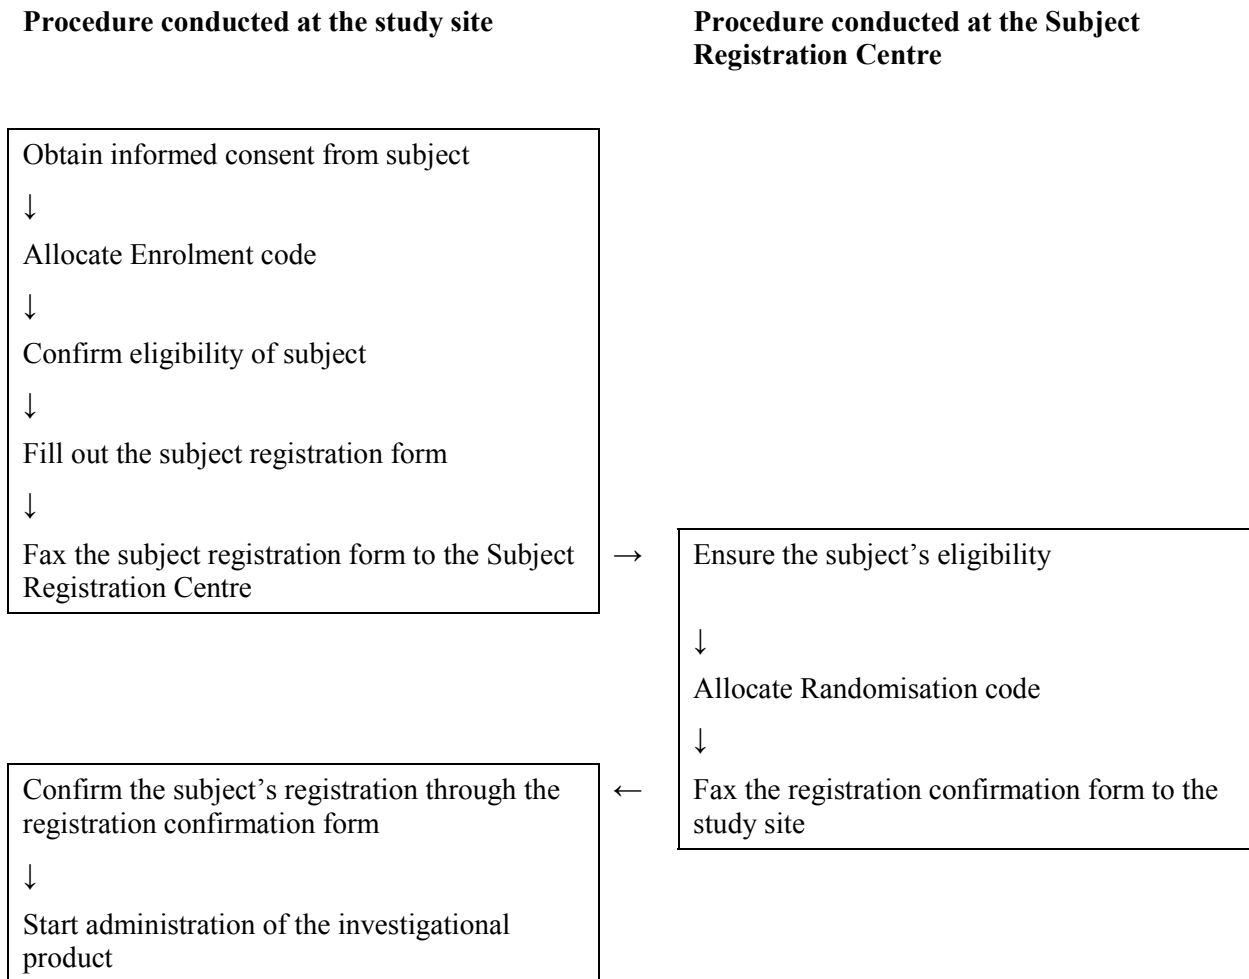 Procedure conducted at the study site
Procedure conducted at the Subject
Registration Centre
Obtain informed consent from subject
↓
Allocate Enrolment code
↓
Confirm eligibility of subject
↓
Fill out the subject registration form
↓
Fax the subject registration form to the Subject
Registration Centre
→
Ensure the subject’s eligibility
↓
Allocate Randomisation code
↓
Fax the registration confirmation form to the
study site
←
Confirm the subject’s registration through the
registration confirmation form
↓
Start administration of the investigational
product